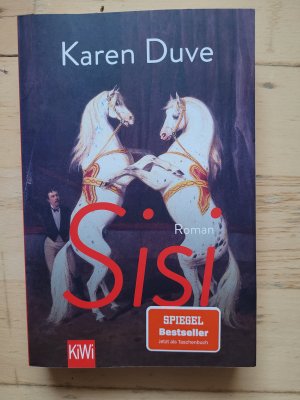 Karen Duve
Roman
Sisi
SPIEGEL
Bestseller
Jetzt als Taschenbuch
KiWi